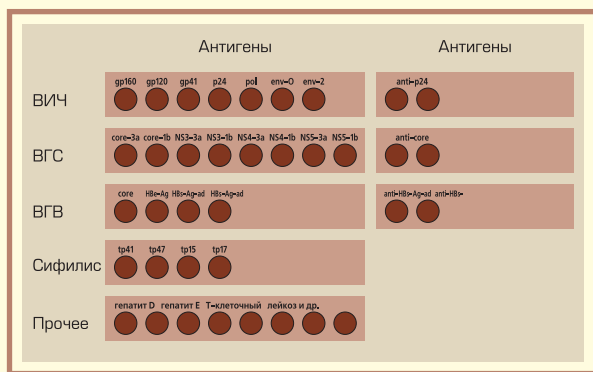 Антигены Антигены
gp160 gp120 gp41 p24 pol env-0 env-2 anti-p24
ВИЧ
core-3a core-1b NS3-3a NS3-1b NS4-3a NS4-1b NS5-3a NS5-1b anti-core
ВГС
core HBe-Ag HBs-Ag-ad HBs-Ag-ad anti-HBs-Ag-ad anti-HBs-
ВГВ
tp41 tp47 tp15 tp17
Сифилис
гепатит D гепатит E Т-клеточный лейкоз и др.
Прочее